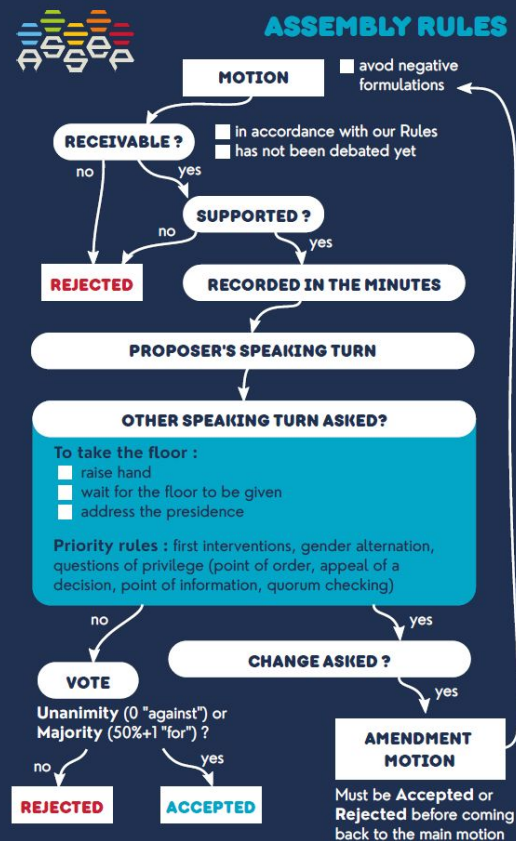 ASSEMBLY RULES
ASSEP
MOTION
avod negative
formulations
RECEIVABLE ?
in accordance with our Rules
has not been debated yet
no
yes
SUPPORTED ?
no
yes
REJECTED
RECORDED IN THE MINUTES
PROPOSER'S SPEAKING TURN
OTHER SPEAKING TURN ASKED?
To take the floor :
raise hand
wait for the floor to be given
address the presidence
Priority rules : first interventions, gender alternation,
questions of privilege (point of order, appeal of a
decision, point of information, quorum checking)
no
yes
VOTE
CHANGE ASKED ?
Unanimity (0 "against") or
Majority (50%+1 "for") ?
yes
no
yes
AMENDMENT
MOTION
REJECTED
ACCEPTED
Must be Accepted or
Rejected before coming
back to the main motion